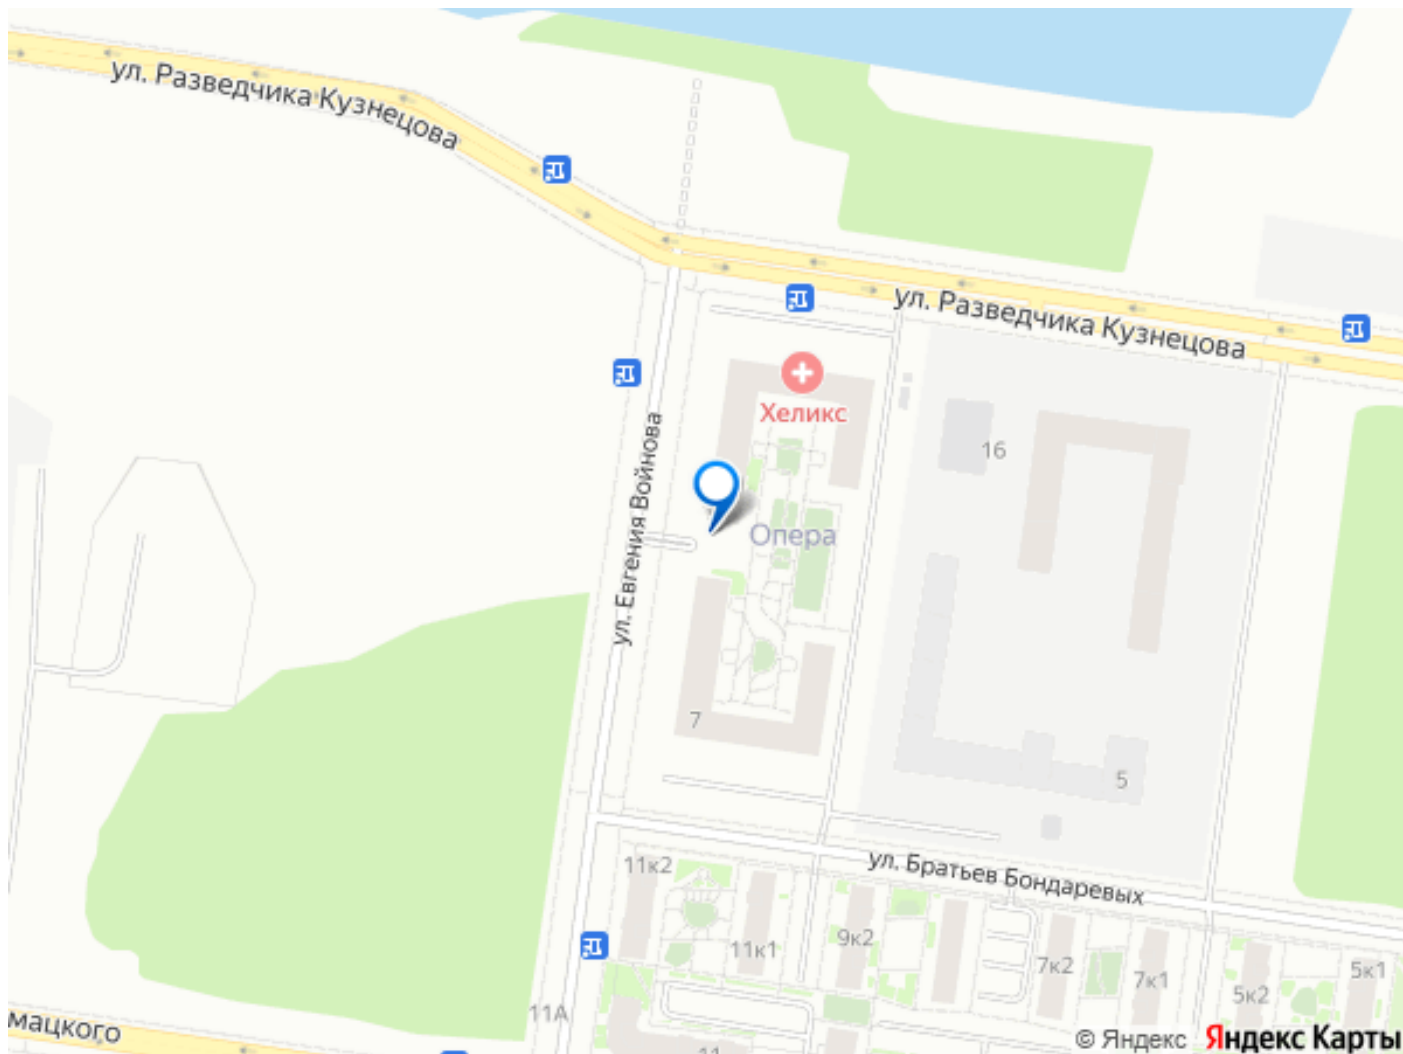 ул. Разведчика Кузнецова
ул. Разведчика Кузнецова
Хеликс
16
ул. Евгения Войнова
Опера
7
5
ул. Братьев Бондаревых
11к2
11к1
9к2
7к2
7к1
5к2
5к1
11А
мацкого
11
© Яндекс Яндекс Карты